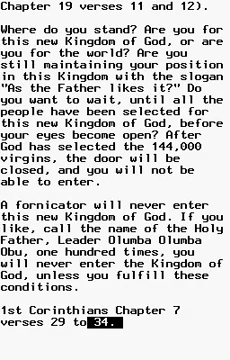 Chapter 19 verses 11 and 12).
Where do you stand? Are you for
this new Kingdom of God, or are
you for the world? Are you
still maintaining your position
in this Kingdom with the slogan
"As the Father likes it?" Do
you want to wait, until all the
people have been selected for
this new Kingdom of God, before
your eyes become open? After
God has selected the 144,000
virgins, the door will be
closed, and you will not be
able to enter.
A fornicator will never enter
this new Kingdom of God. If you
like, call the name of the Holy
Father, Leader Olumba Olumba
Obu, one hundred times, you
will never enter the Kingdom of
God, unless you fulfill these
conditions.
1st Corinthians Chapter 7
verses 29 to 34.